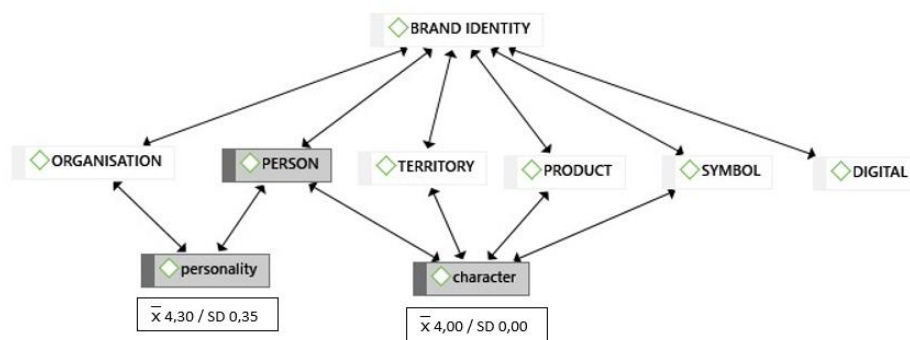 BRAND IDENTITY
ORGANISATION
PERSON
TERRITORY
PRODUCT
SYMBOL
DIGITAL
personality
character
x̅ 4,30 / SD 0,35
x̅ 4,00 / SD 0,00